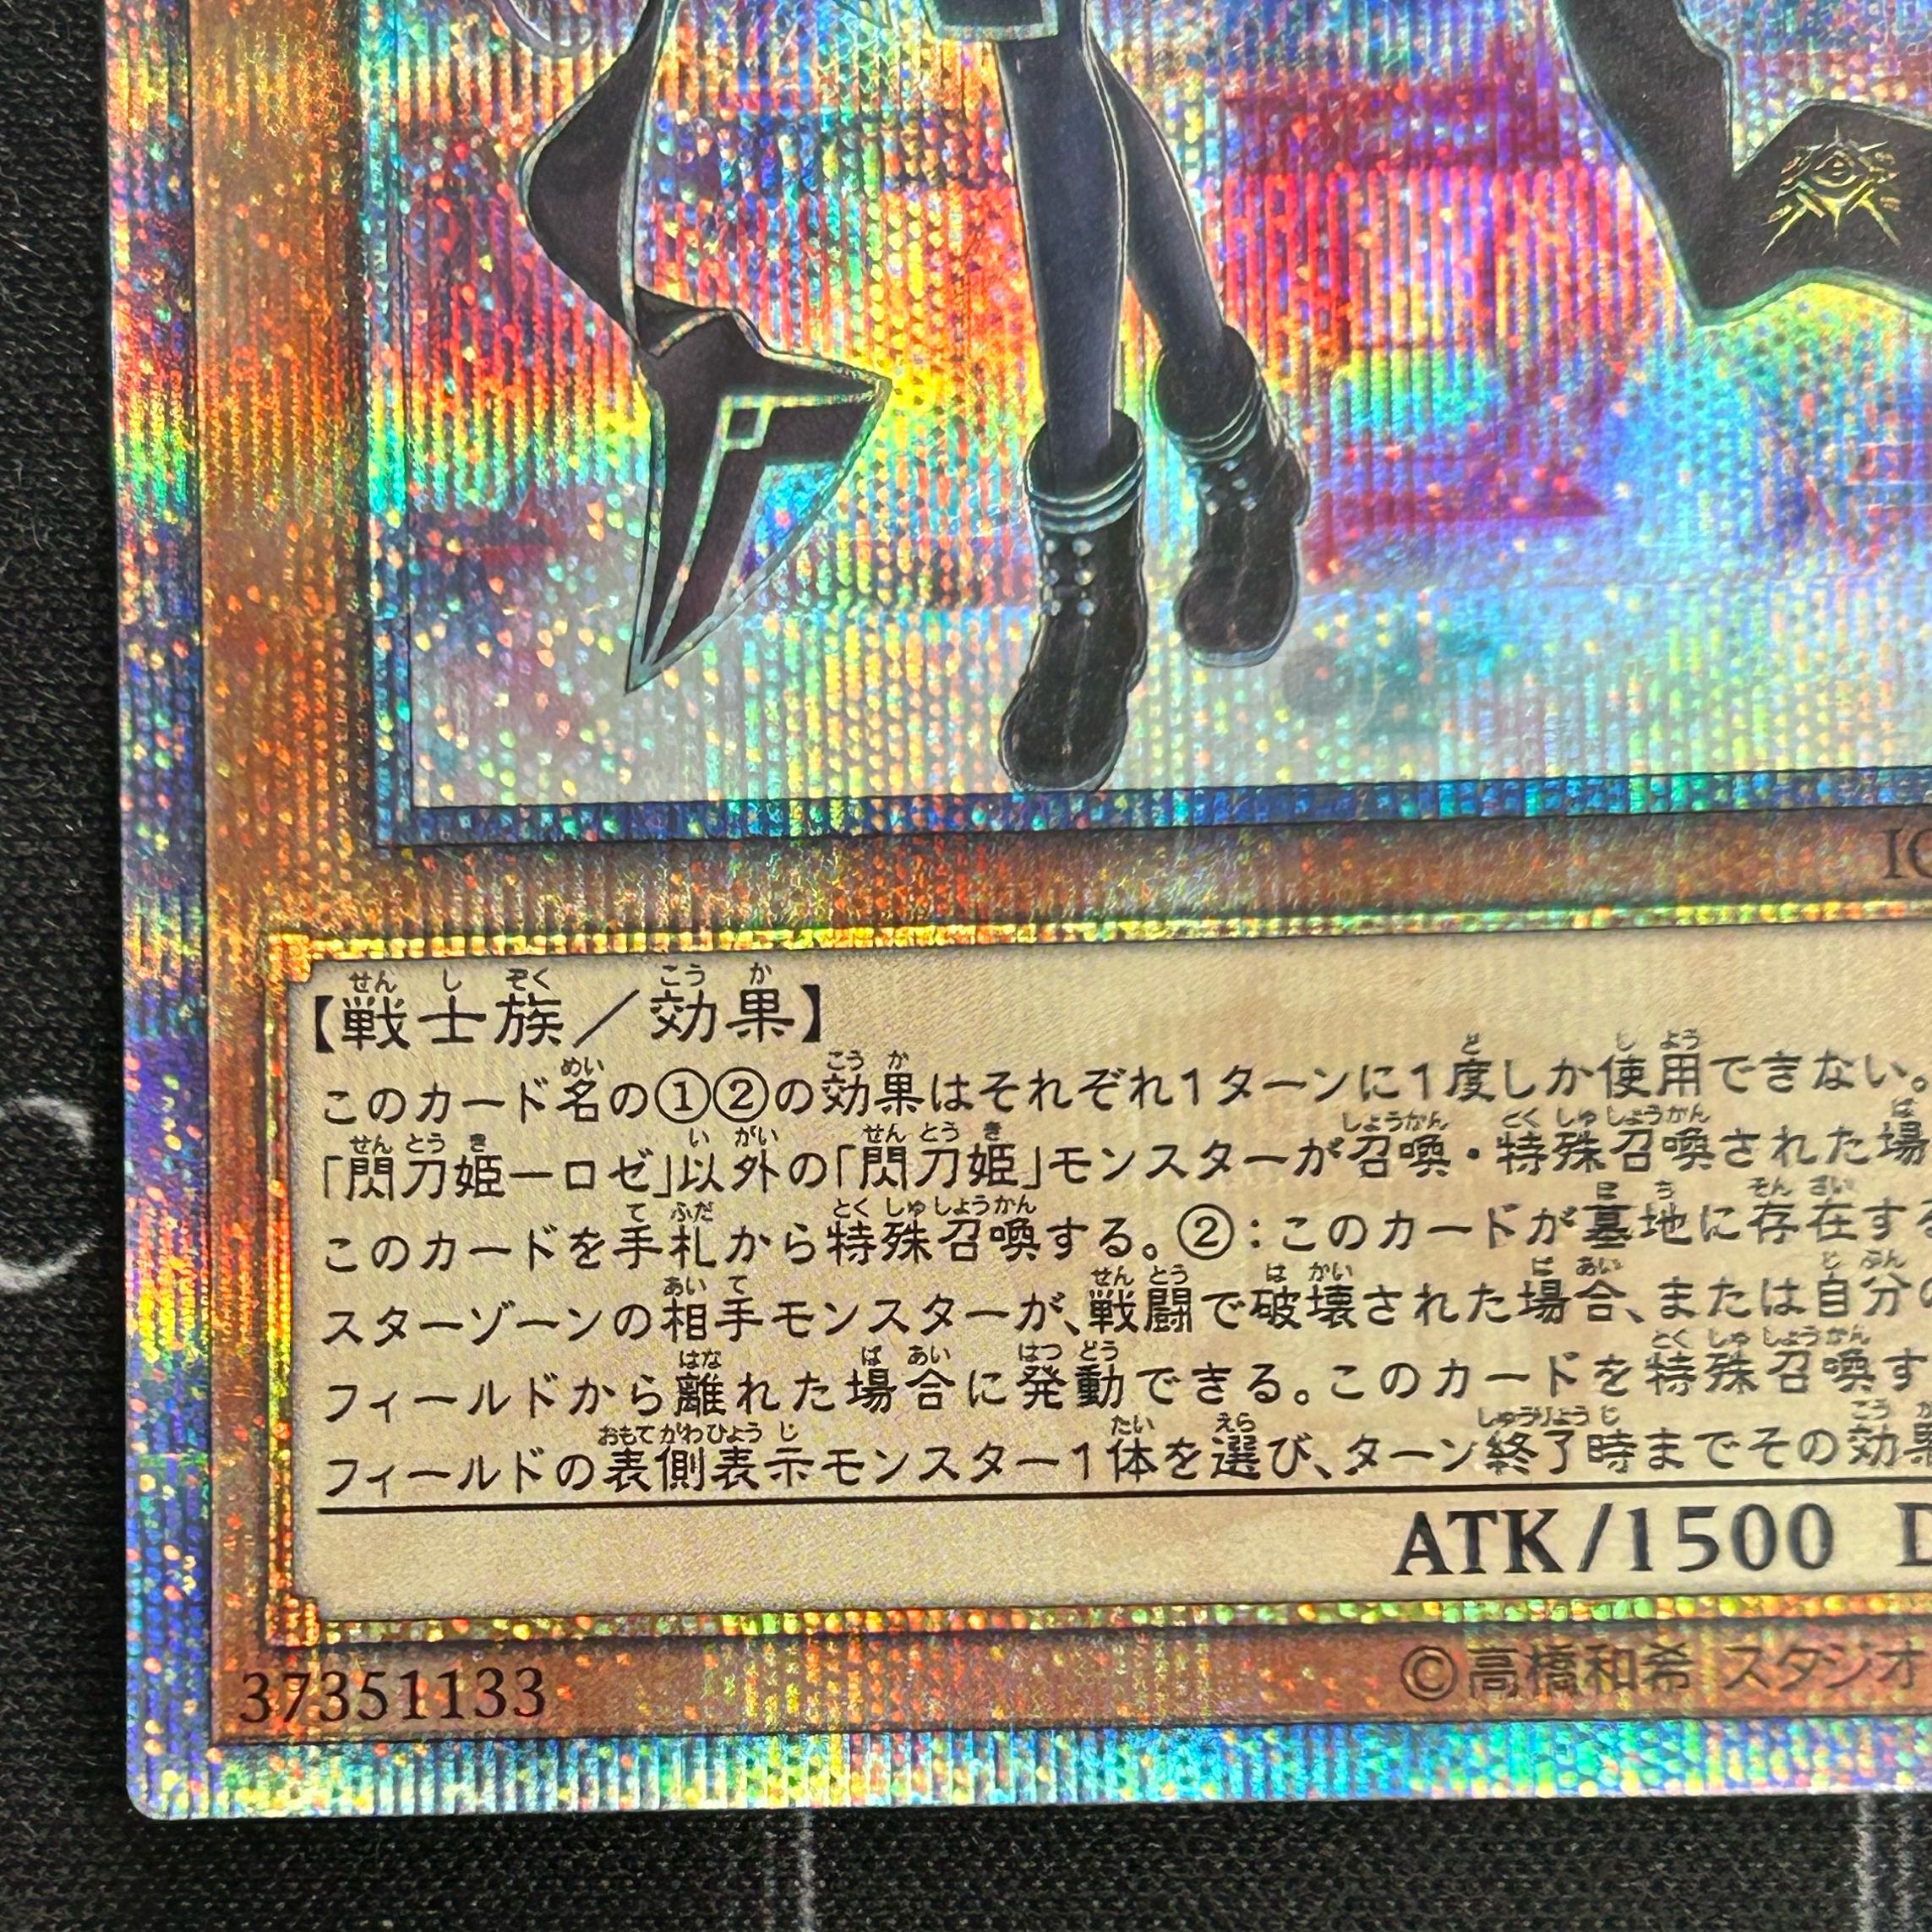 IC
【戦士族／効果】
このカード名の①②の効果はそれぞれ1ターンに1度しか使用できない。
「閃刀姫－ロゼ」以外の「閃刀姫」モンスターが召喚・特殊召喚された場
このカードを手札から特殊召喚する。②：このカードが墓地に存在する
スターゾーンの相手モンスターが、戦闘で破壊された場合、または自分の
フィールドから離れた場合に発動できる。このカードを特殊召喚す
フィールドの表側表示モンスター1体を選び、ターン終了時までその効果
ATK/1500 D
37351133
©高橋和希 スタジオ